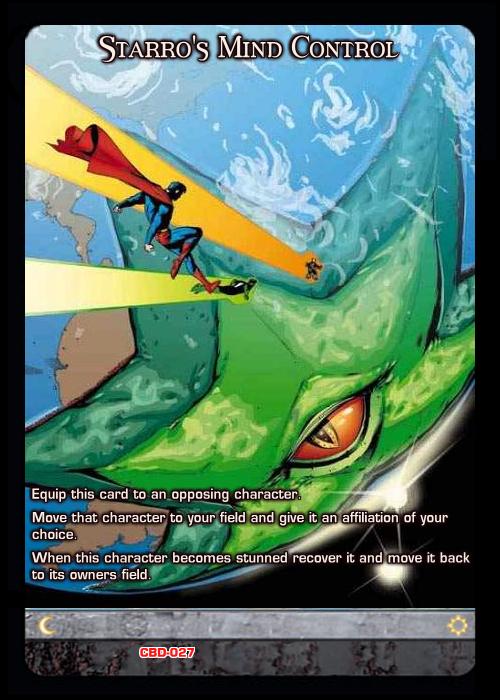 Starro's Mind Control
Equip this card to an opposing character.
Move that character to your field and give it an affiliation of your
choice.
When this character becomes stunned recover it and move it back
to its owners field.
CBD-027